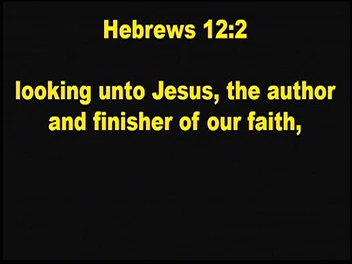 Hebrews 12:2
looking unto Jesus, the author
and finisher of our faith,